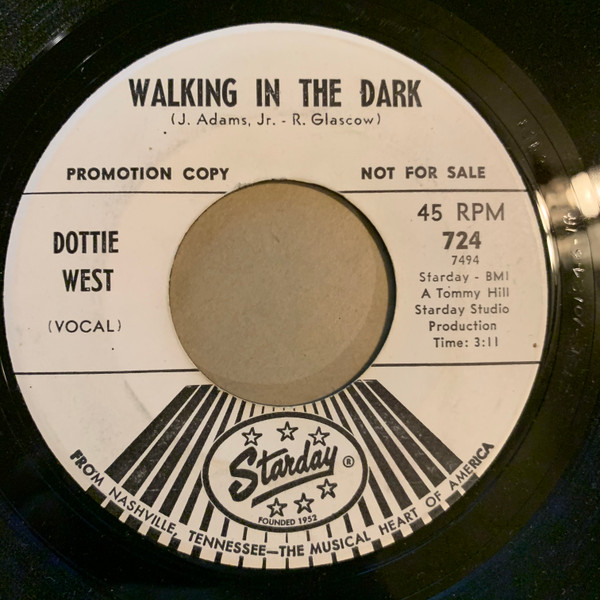 WALKING IN THE DARK
(J. Adams, Jr. - R. Glascow)
PROMOTION COPY
NOT FOR SALE
DOTTIE
WEST
(VOCAL)
45 RPM
724
7494
Starday - BMI
A Tommy Hill
Starday Studio
Production
Time: 3:11
Starday ®
FOUNDED 1952
FROM NASHVILLE, TENNESSEE—THE MUSICAL HEART OF AMERICA